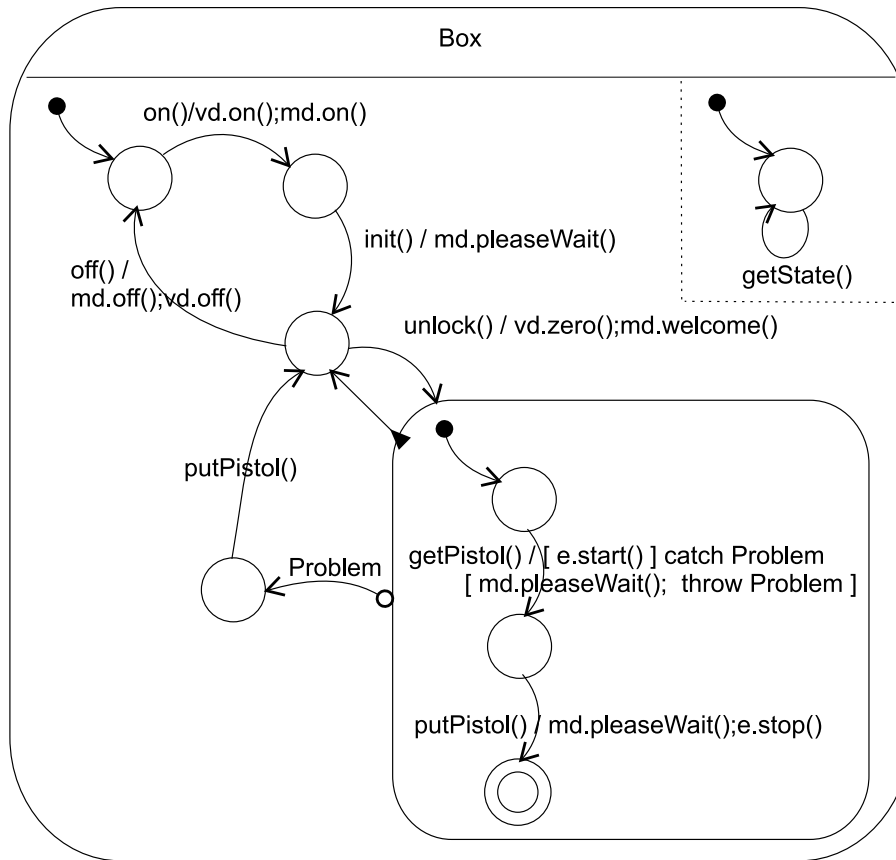 Box
on()/vd.on();md.on()
init() / md.pleaseWait()
getState()
off() /
md.off();vd.off()
unlock() / vd.zero();md.welcome()
putPistol()
Problem
getPistol() / [ e.start() ] catch Problem
[ md.pleaseWait();  throw Problem ]
putPistol() / md.pleaseWait();e.stop()